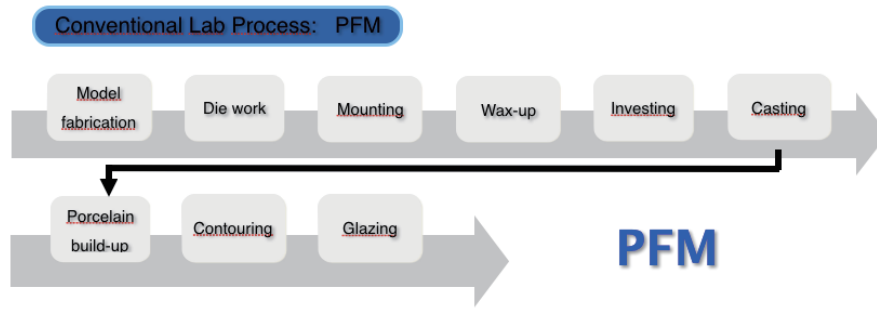 Conventional Lab Process: PFM
Model
fabrication
Die work
Mounting
Wax-up
Investing
Casting
Porcelain
build-up
Contouring
Glazing
PFM